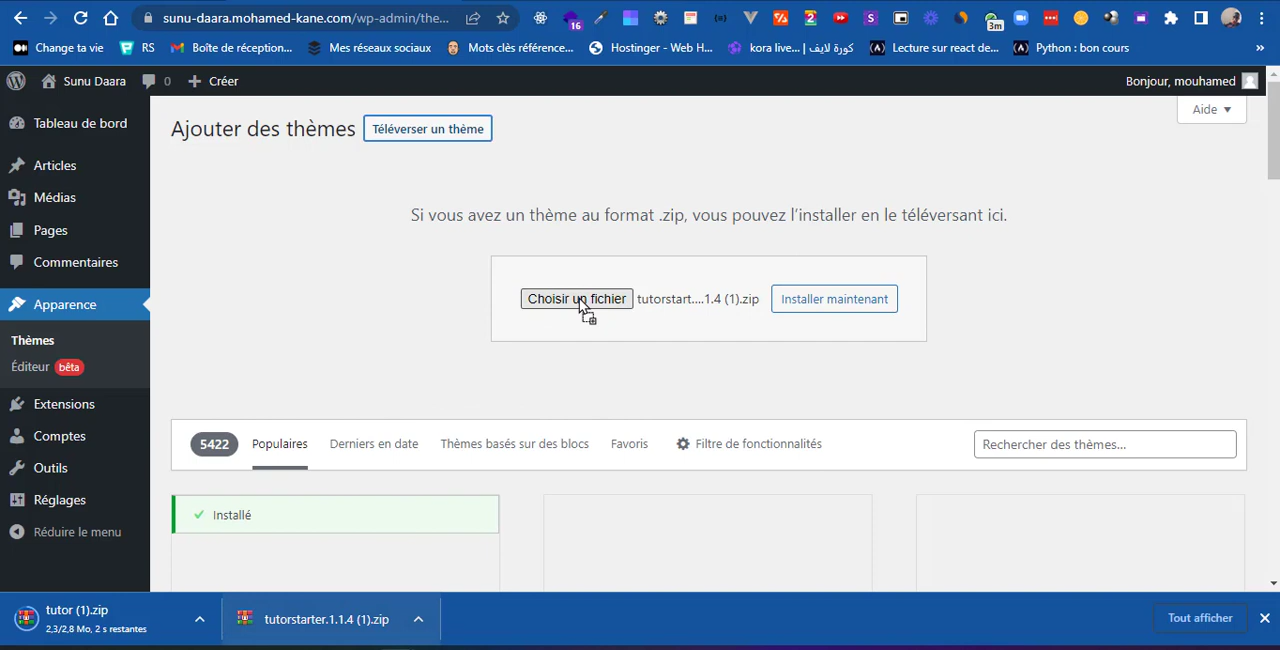 sunu-daara.mohamed-kane.com/wp-admin/the...
16
2
S
3m
Change ta vie
RS
Boîte de réception...
Mes réseaux sociaux
Mots clés référence...
Hostinger - Web H...
kora live... | كورة لايف
Lecture sur react de...
Python : bon cours
»
Sunu Daara
0
Créer
Bonjour, mouhamed
Tableau de bord
Articles
Médias
Pages
Commentaires
Apparence
Thèmes
Éditeur bêta
Extensions
Comptes
Outils
Réglages
Réduire le menu
Aide
Ajouter des thèmes
Téléverser un thème
Si vous avez un thème au format .zip, vous pouvez l’installer en le téléversant ici.
Choisir un fichier tutorstart....1.4 (1).zip
Installer maintenant
5422
Populaires
Derniers en date
Thèmes basés sur des blocs
Favoris
Filtre de fonctionnalités
Rechercher des thèmes...
Installé
tutor (1).zip
2,3/2,8 Mo, 2 s restantes
tutorstarter.1.1.4 (1).zip
Tout afficher